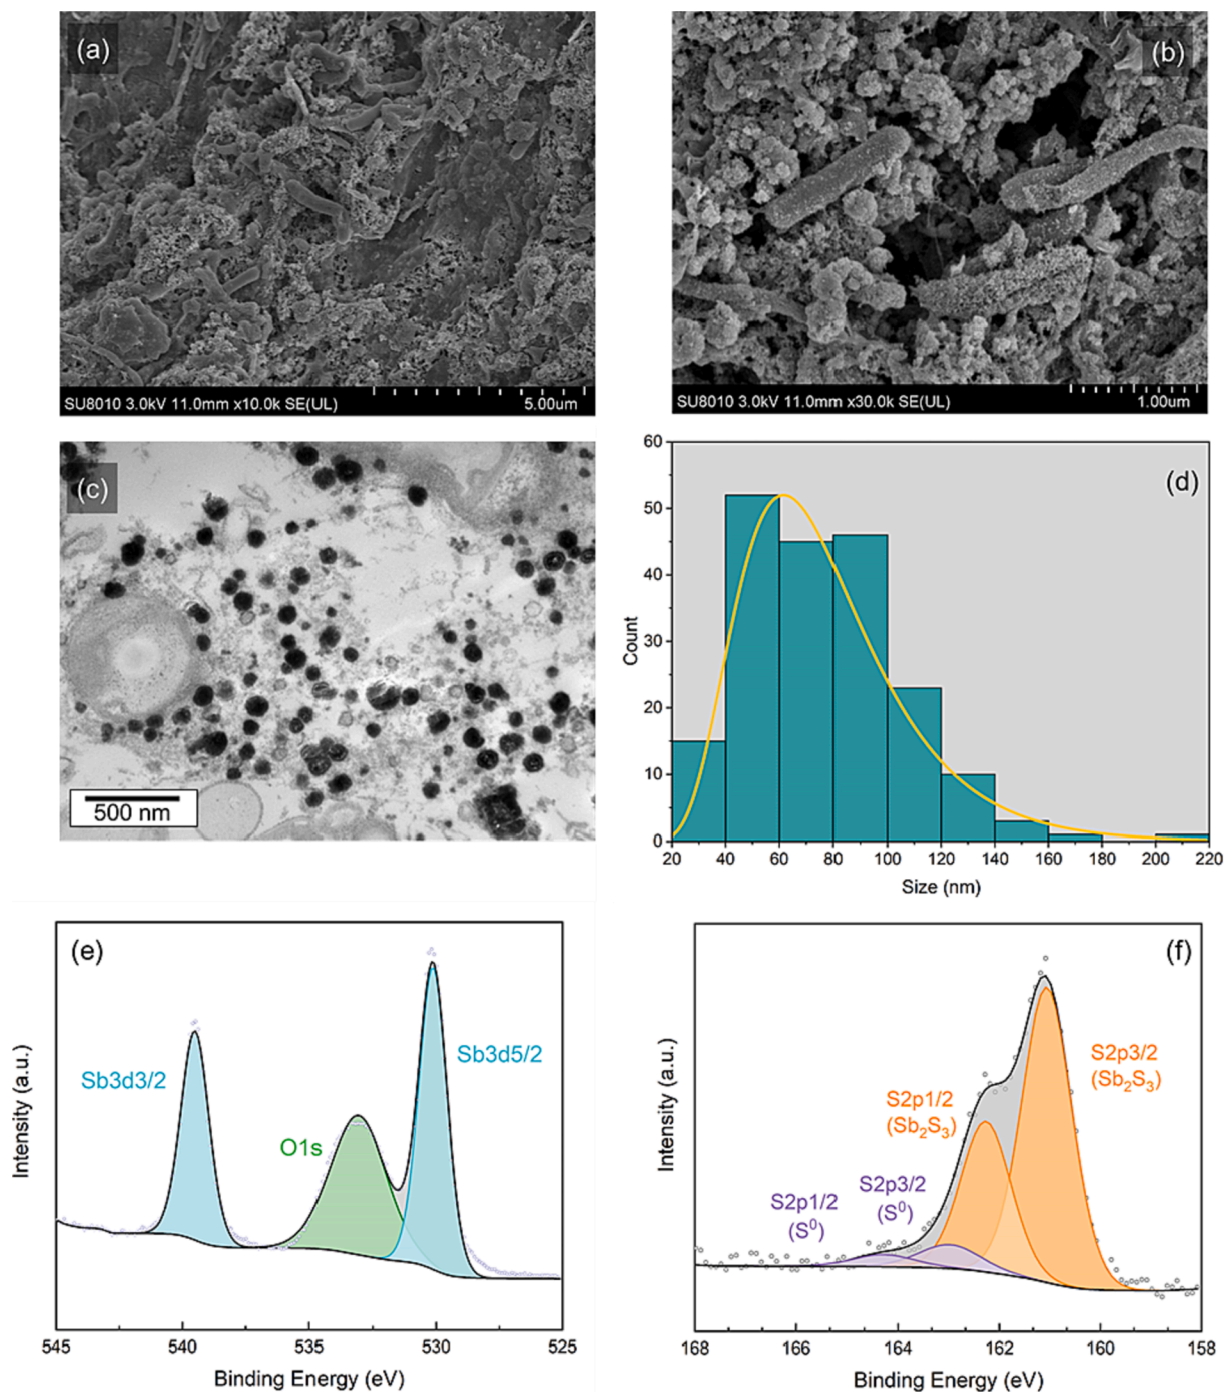 (a)
SU8010 3.0kV 11.0mm x10.0k SE(UL)
5.00um
(b)
SU8010 3.0kV 11.0mm x30.0k SE(UL)
1.00um
(c)
500 nm
(d)
60
50
40
30
20
10
0
Count
20 40 60 80 100 120 140 160 180 200 220
Size (nm)
(e)
Sb3d3/2
O1s
Sb3d5/2
Intensity (a.u.)
545 540 535 530 525
Binding Energy (eV)
(f)
S2p3/2
(Sb₂S₃)
S2p1/2
(Sb₂S₃)
S2p3/2
(S⁰)
S2p1/2
(S⁰)
Intensity (a.u.)
168 166 164 162 160 158
Binding Energy (eV)